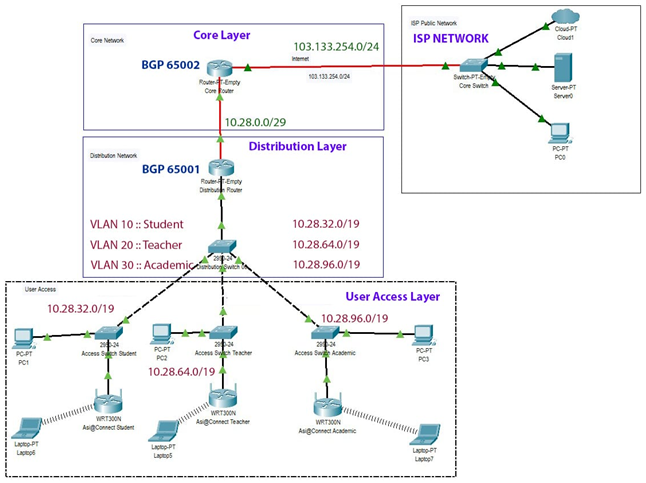 ISP Public Network
Core Network
Core Layer
ISP NETWORK
Cloud-PT
Cloud1
103.133.254.0/24
Internet
BGP 65002
103.133.254.0/24
Router-PT-Empty
Core Router
Switch-PT-Empty
Core Switch
Server-PT
Server0
10.28.0.0/29
PC-PT
PC0
Distribution Network
Distribution Layer
BGP 65001
Router-PT-Empty
Distribution Router
VLAN 10 :: Student 10.28.32.0/19
VLAN 20 :: Teacher 10.28.64.0/19
VLAN 30 :: Academic 10.28.96.0/19
Distribution Switch
User Access
User Access Layer
10.28.32.0/19
10.28.96.0/19
PC-PT
PC1
2950-24
Access Switch Student
PC-PT
PC2
2950-24
Access Switch Teacher
2950-24
Access Switch Academic
PC-PT
PC3
10.28.64.0/19
WRT300N
Asi@Connect Student
WRT300N
Asi@Connect Teacher
WRT300N
Asi@Connect Academic
Laptop-PT
Laptop6
Laptop-PT
Laptop5
Laptop-PT
Laptop7